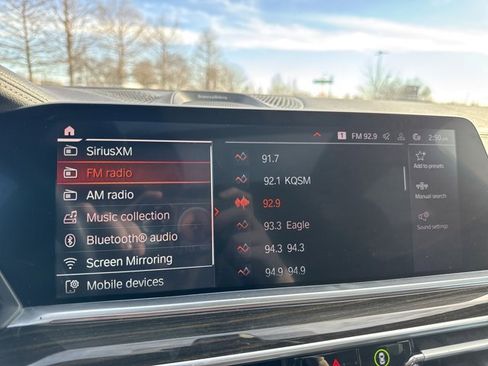 1 FM 92.9 2:50
SiriusXM
FM radio
AM radio
Music collection
Bluetooth® audio
Screen Mirroring
Mobile devices
91.7
92.1 KQSM
92.9
93.3 Eagle
94.3 94.3
94.9 94.9
Add to presets
Manual search
Sound settings